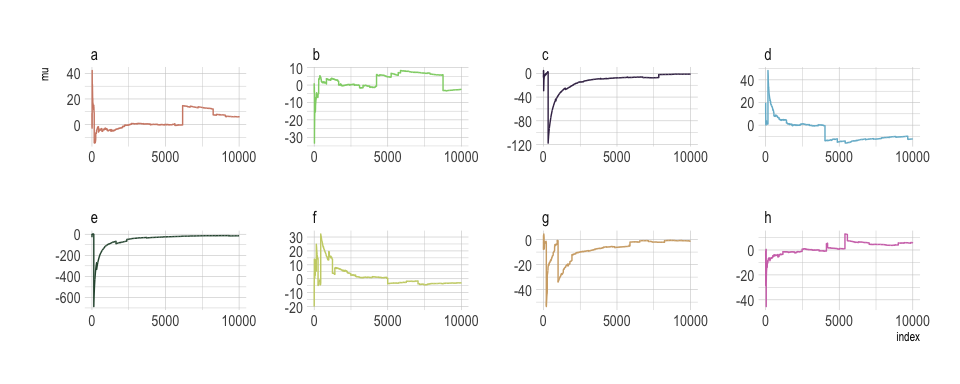 a b c d
mu
40 10 0 40
20 0 -40 20
0 -10 -80 0
-20 -120
-30
0 5000 10000 0 5000 10000 0 5000 10000 0 5000 10000
e f g h
0 30 0 0
-200 20 -20 -20
-400 10 -40 -40
-600 0
-10
-20
0 5000 10000 0 5000 10000 0 5000 10000 0 5000 10000
index